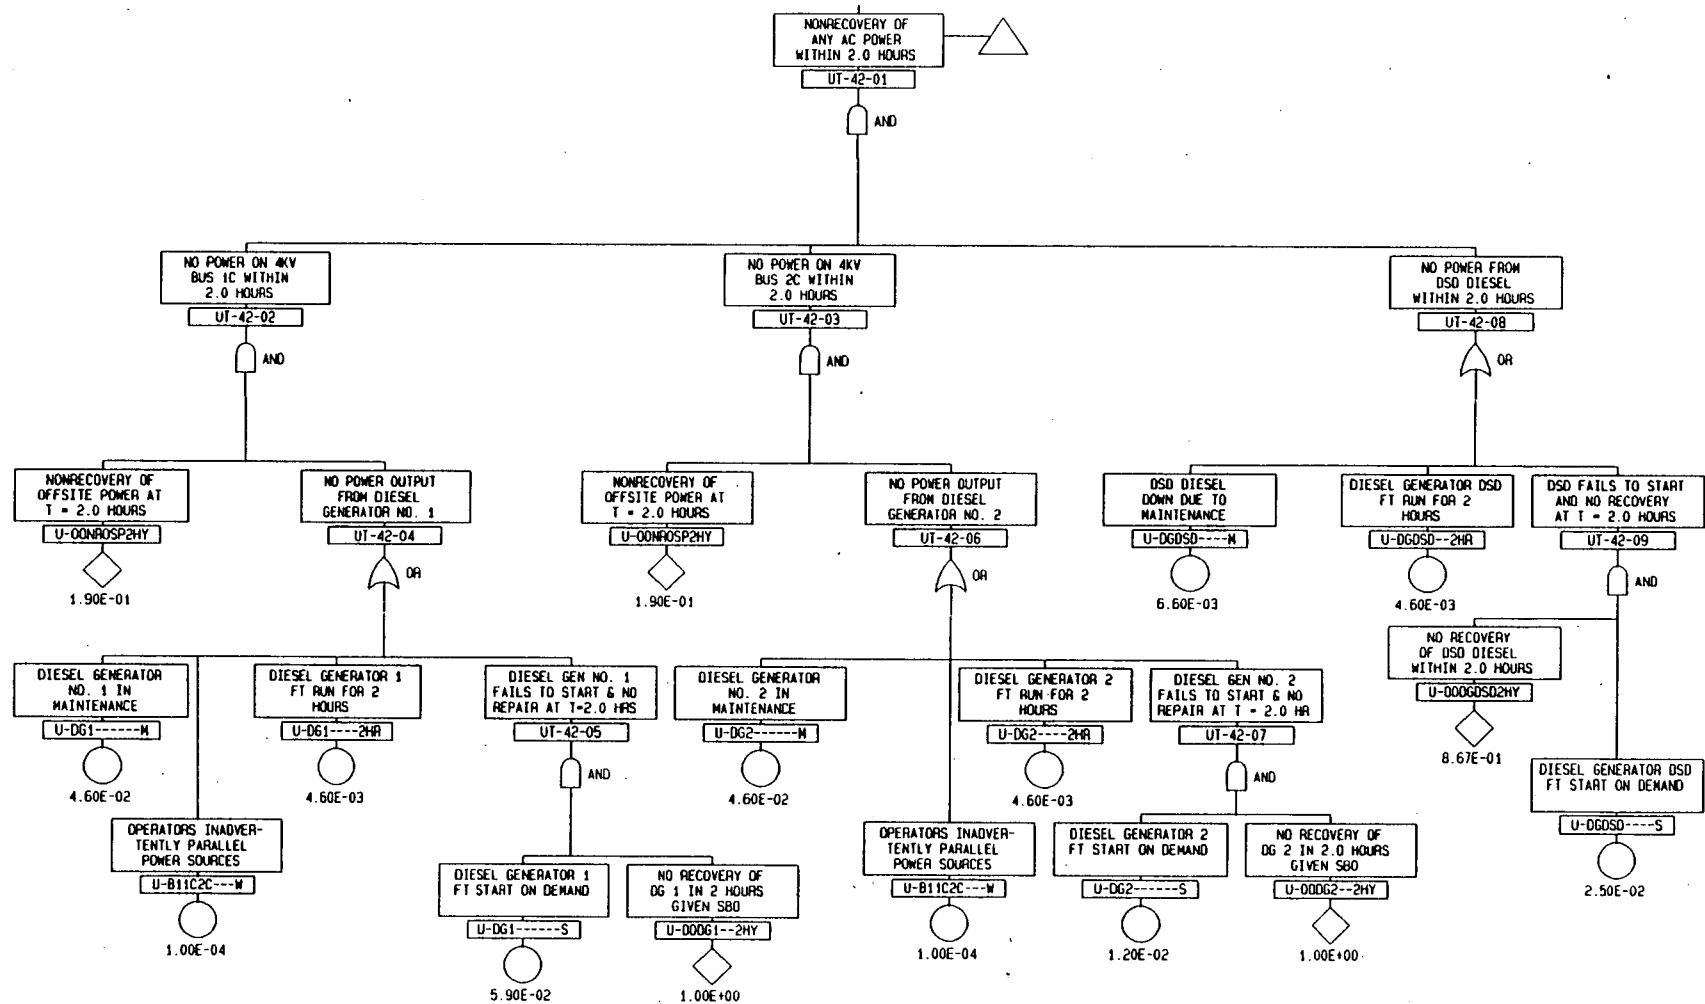 NONRECOVERY OF
ANY AC POWER
WITHIN 2.0 HOURS
UT-42-01
AND
NO POWER ON 4KV
BUS 1C WITHIN
2.0 HOURS
UT-42-02
AND
NO POWER ON 4KV
BUS 2C WITHIN
2.0 HOURS
UT-42-03
AND
NO POWER FROM
DSD DIESEL
WITHIN 2.0 HOURS
UT-42-08
OR
NONRECOVERY OF
OFFSITE POWER AT
T = 2.0 HOURS
U-OONROSP2HY
1.90E-01
NO POWER OUTPUT
FROM DIESEL
GENERATOR NO. 1
UT-42-04
OR
NONRECOVERY OF
OFFSITE POWER AT
T = 2.0 HOURS
U-OONROSP2HY
1.90E-01
NO POWER OUTPUT
FROM DIESEL
GENERATOR NO. 2
UT-42-06
OR
DSD DIESEL
DOWN DUE TO
MAINTENANCE
U-DGDSD----M
6.60E-03
DIESEL GENERATOR DSD
FT RUN FOR 2
HOURS
U-DGDSD--2HR
4.60E-03
DSD FAILS TO START
AND NO RECOVERY
AT T = 2.0 HOURS
UT-42-09
AND
DIESEL GENERATOR
NO. 1 IN
MAINTENANCE
U-DG1------M
4.60E-02
OPERATORS INADVER-
TENTLY PARALLEL
POWER SOURCES
U-B11C2C---W
1.00E-04
DIESEL GENERATOR 1
FT RUN FOR 2
HOURS
U-DG1----2HR
4.60E-03
DIESEL GEN NO. 1
FAILS TO START & NO
REPAIR AT T=2.0 HRS
UT-42-05
AND
DIESEL GENERATOR 1
FT START ON DEMAND
U-DG1------S
5.90E-02
NO RECOVERY OF
DG 1 IN 2 HOURS
GIVEN SBO
U-OODG1--2HY
1.00E+00
DIESEL GENERATOR
NO. 2 IN
MAINTENANCE
U-DG2------M
4.60E-02
OPERATORS INADVER-
TENTLY PARALLEL
POWER SOURCES
U-B11C2C---W
1.00E-04
DIESEL GENERATOR 2
FT RUN FOR 2
HOURS
U-DG2----2HR
4.60E-03
DIESEL GEN NO. 2
FAILS TO START &
REPAIR AT T = 2.0 HR
UT-42-07
AND
DIESEL GENERATOR 2
FT START ON DEMAND
U-DG2------S
1.20E-02
NO RECOVERY OF
DG 2 IN 2.0 HOURS
GIVEN SBO
U-OODG2--2HY
1.00E+00
NO RECOVERY
OF DSD DIESEL
WITHIN 2.0 HOURS
U-OODGDSD2HY
8.67E-01
DIESEL GENERATOR DSD
FT START ON DEMAND
U-DGDSD----S
2.50E-02